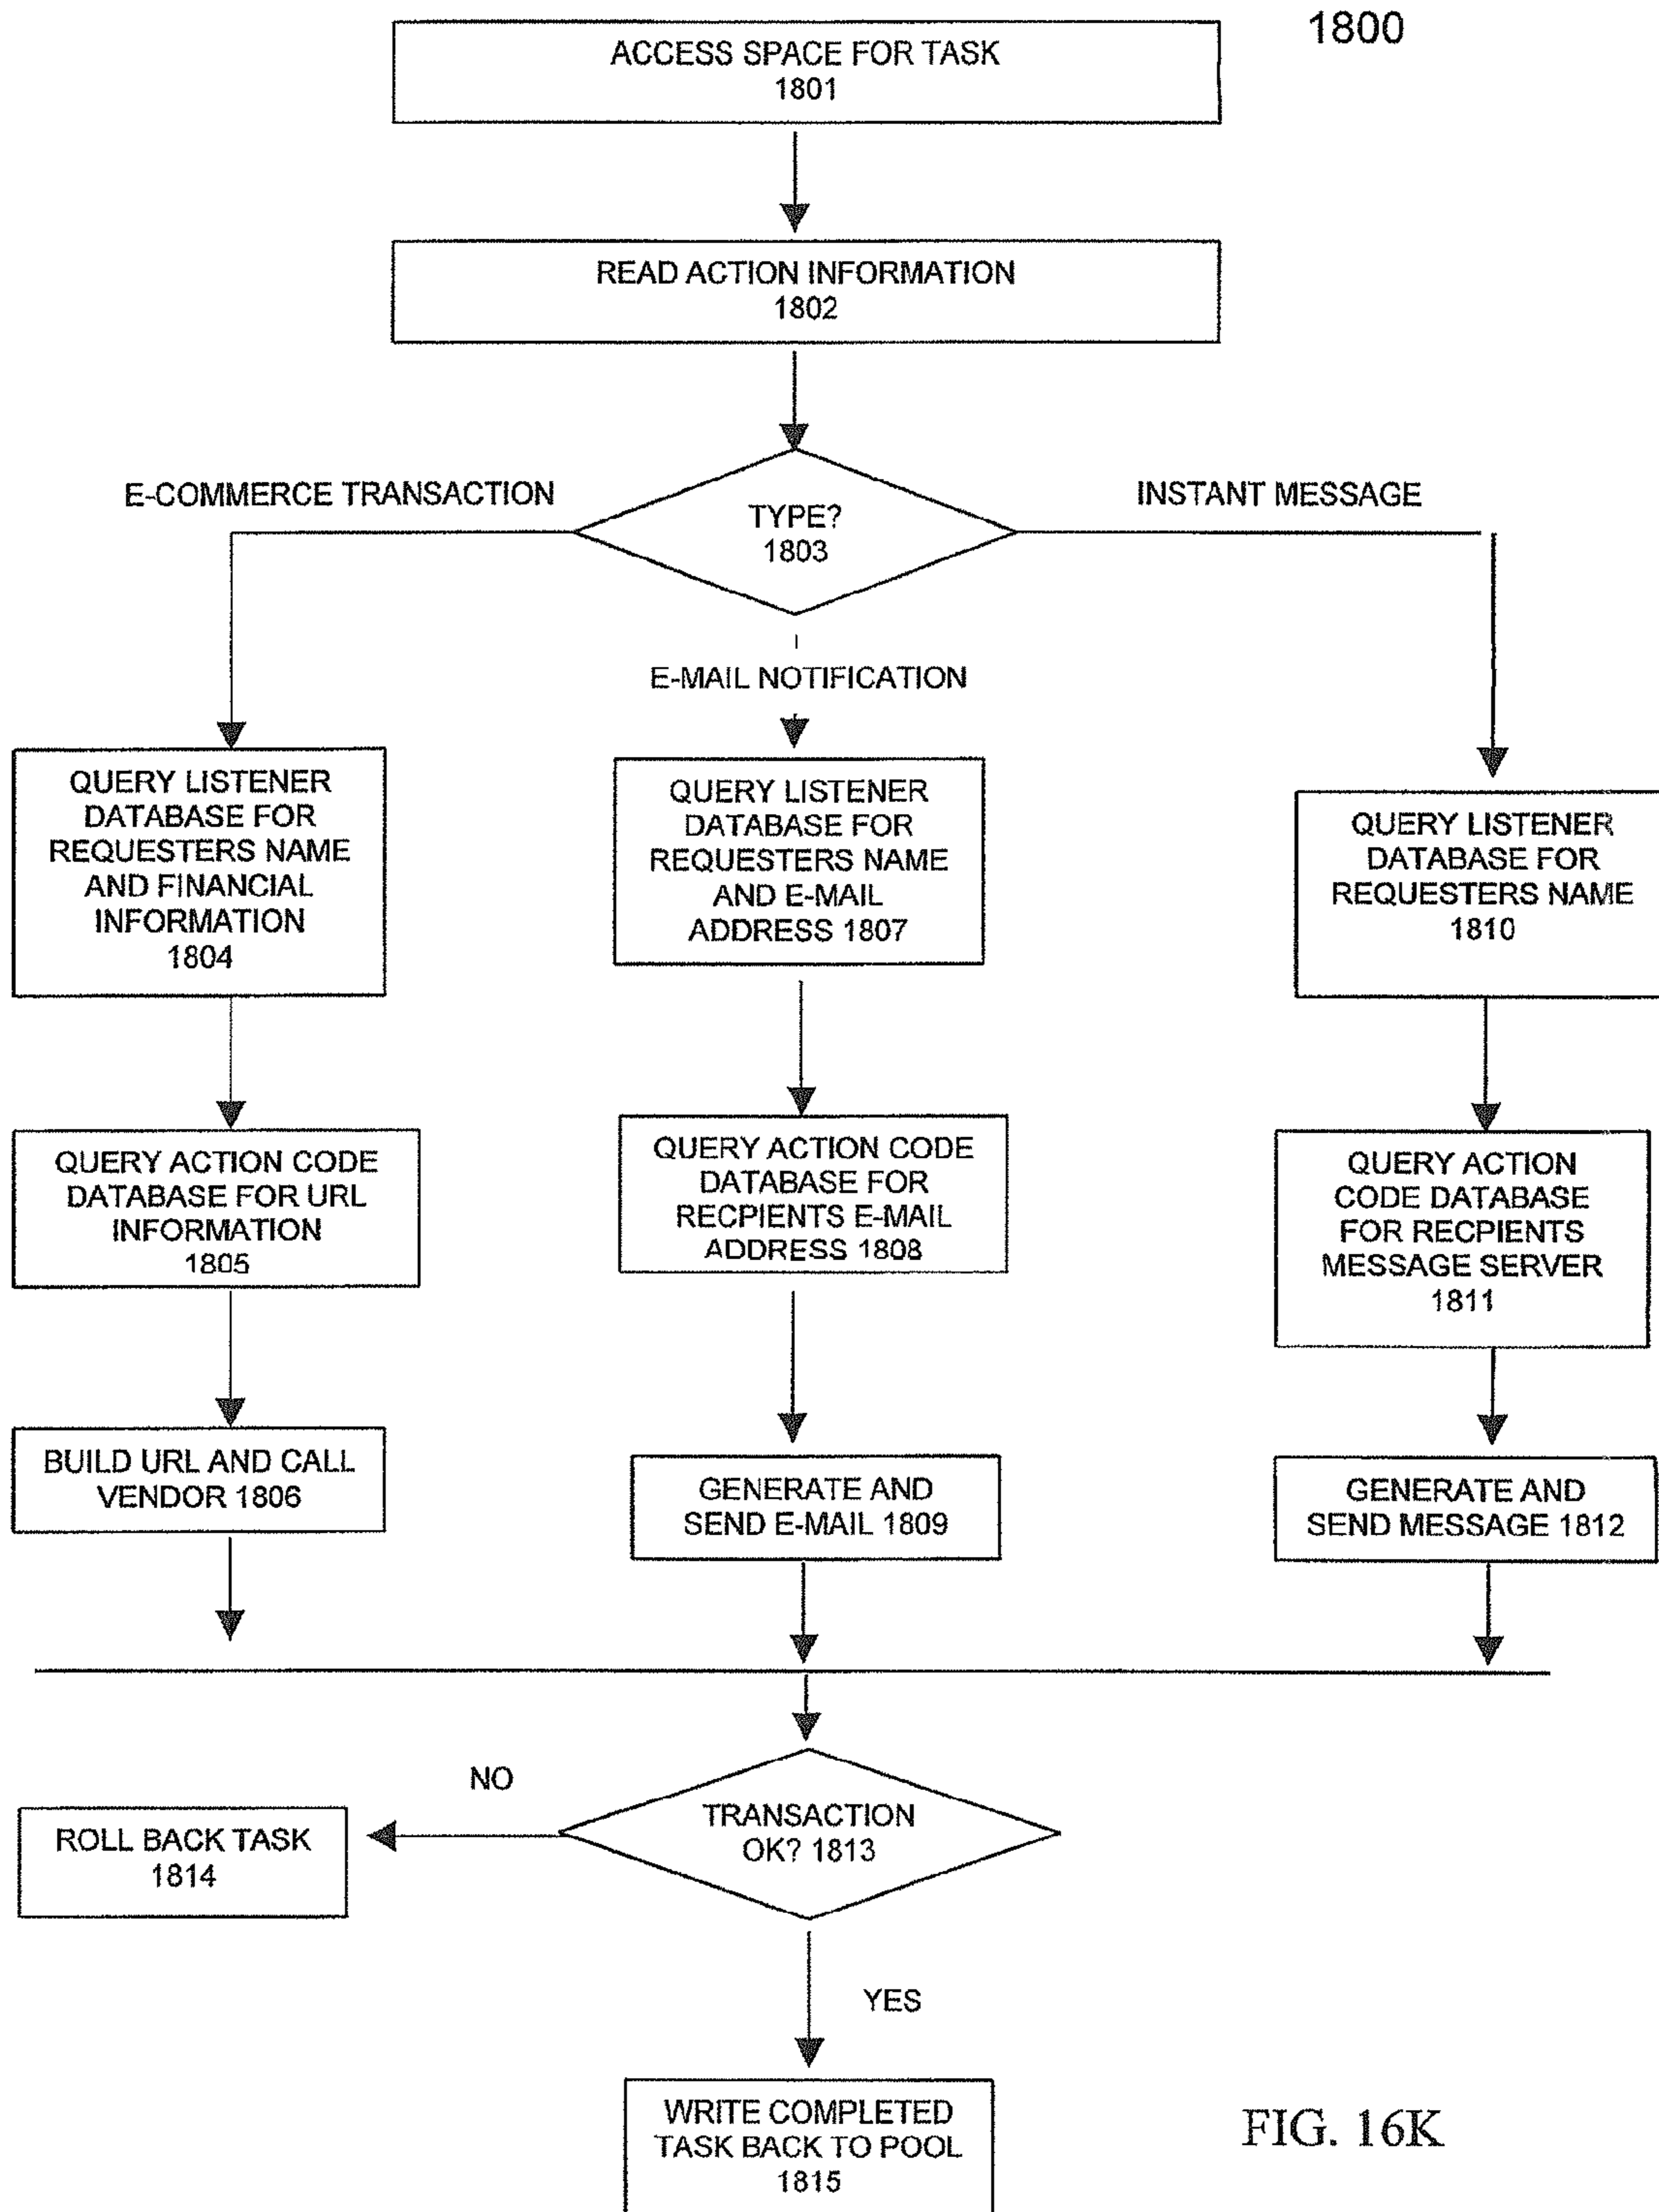 1800
ACCESS SPACE FOR TASK
1801
READ ACTION INFORMATION
1802
E-COMMERCE TRANSACTION
INSTANT MESSAGE
TYPE?
1803
E-MAIL NOTIFICATION
QUERY LISTENER
DATABASE FOR
REQUESTERS NAME
AND FINANCIAL
INFORMATION
1804
QUERY LISTENER
DATABASE FOR
REQUESTERS NAME
AND E-MAIL
ADDRESS 1807
QUERY LISTENER
DATABASE FOR
REQUESTERS NAME
1810
QUERY ACTION CODE
DATABASE FOR URL
INFORMATION
1805
QUERY ACTION CODE
DATABASE FOR
RECPIENTS E-MAIL
ADDRESS 1808
QUERY ACTION
CODE DATABASE
FOR RECPIENTS
MESSAGE SERVER
1811
BUILD URL AND CALL
VENDOR 1806
GENERATE AND
SEND E-MAIL 1809
GENERATE AND
SEND MESSAGE 1812
NO
TRANSACTION
OK? 1813
ROLL BACK TASK
1814
YES
WRITE COMPLETED
TASK BACK TO POOL
1815
FIG. 16K